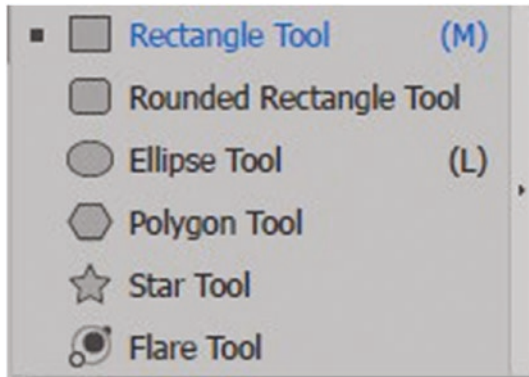 Rectangle Tool (M)
Rounded Rectangle Tool
Ellipse Tool (L)
Polygon Tool
Star Tool
Flare Tool